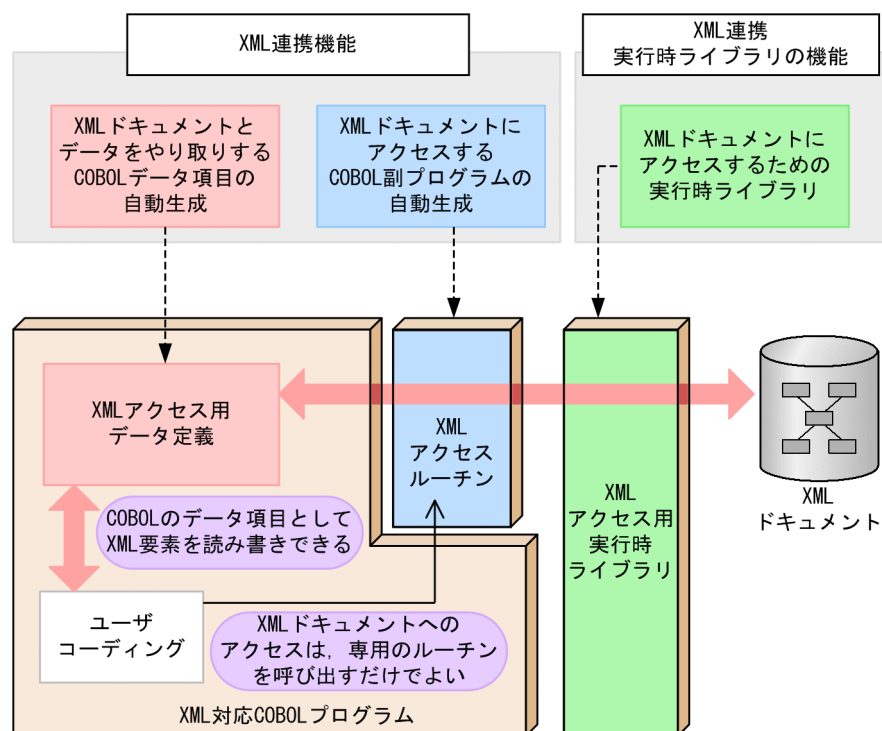 XML連携機能
XML連携
実行時ライブラリの機能
XMLドキュメントと
データをやり取りする
COBOLデータ項目の
自動生成
XMLドキュメントに
アクセスする
COBOL副プログラムの
自動生成
XMLドキュメントに
アクセスするための
実行時ライブラリ
XMLアクセス用
データ定義
XML
アクセス
ルーチン
XML
アクセス用
実行時
ライブラリ
XML
ドキュメント
COBOLのデータ項目として
XML要素を読み書きできる
ユーザ
コーディング
XMLドキュメントへの
アクセスは，専用のルーチン
を呼び出すだけでよい
XML対応COBOLプログラム